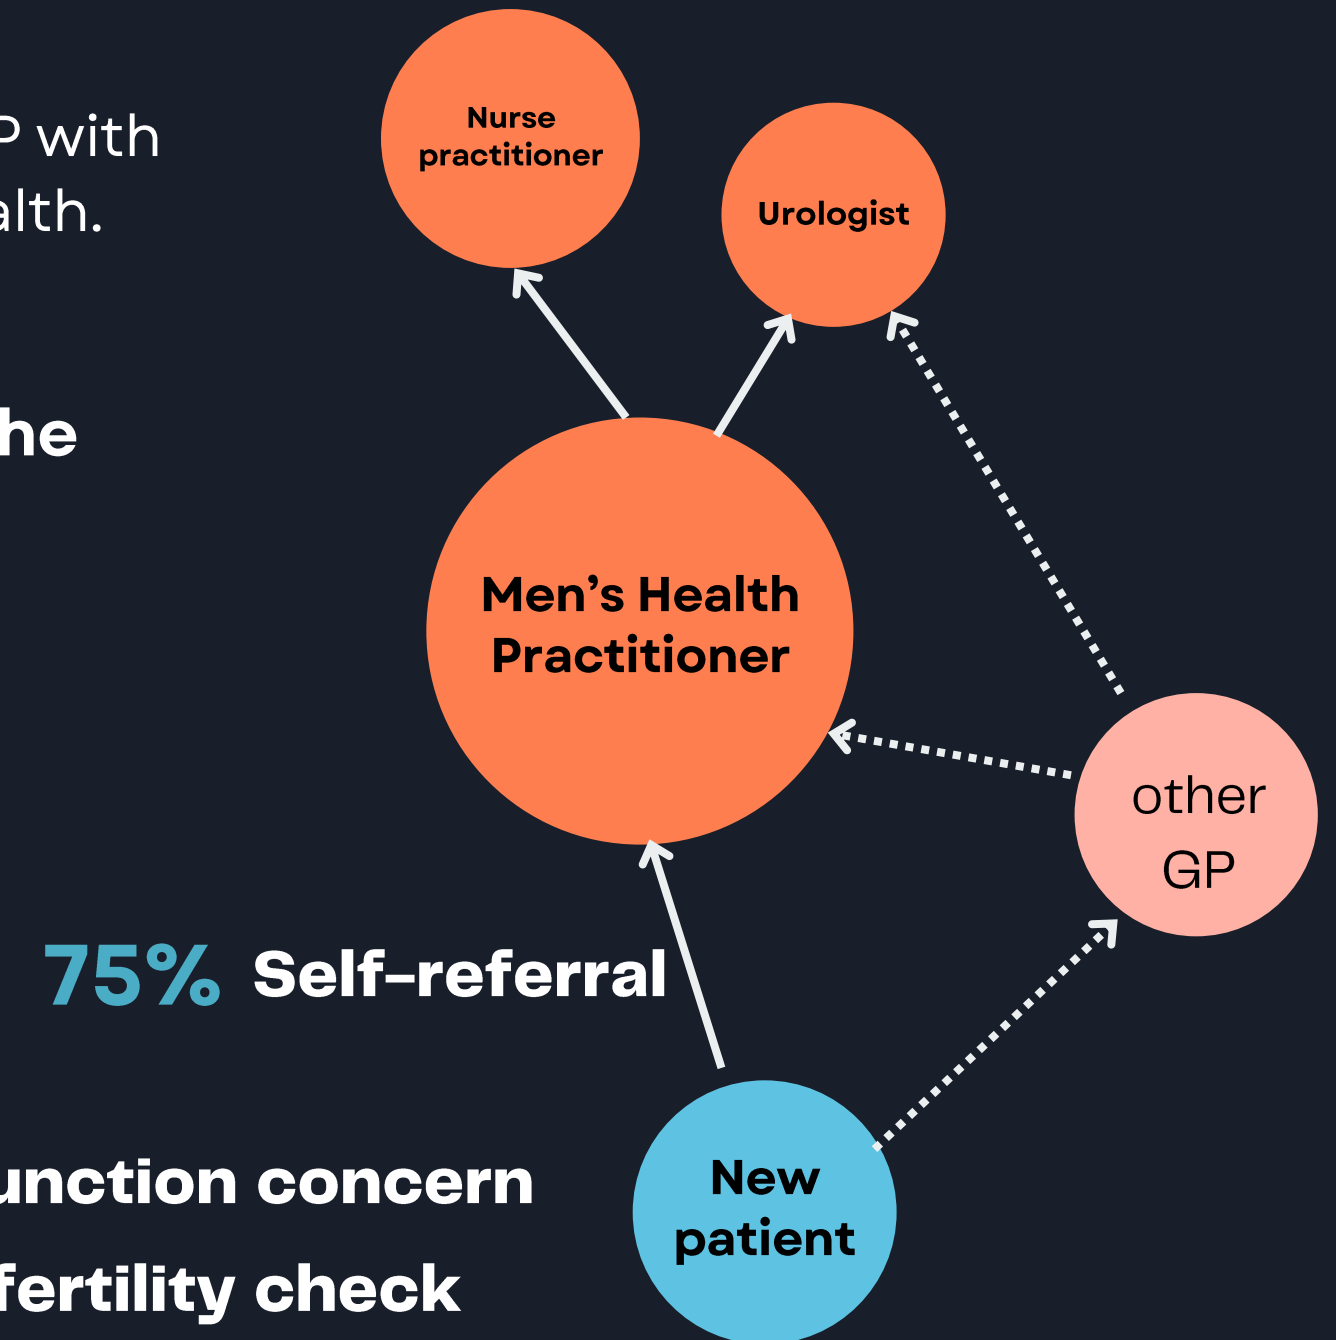 Nurse
practitioner
P with
Urologist
alth.
he
Men’s Health
Practitioner
other
GP
75% Self-referral
New
patient
unction concern
fertility check